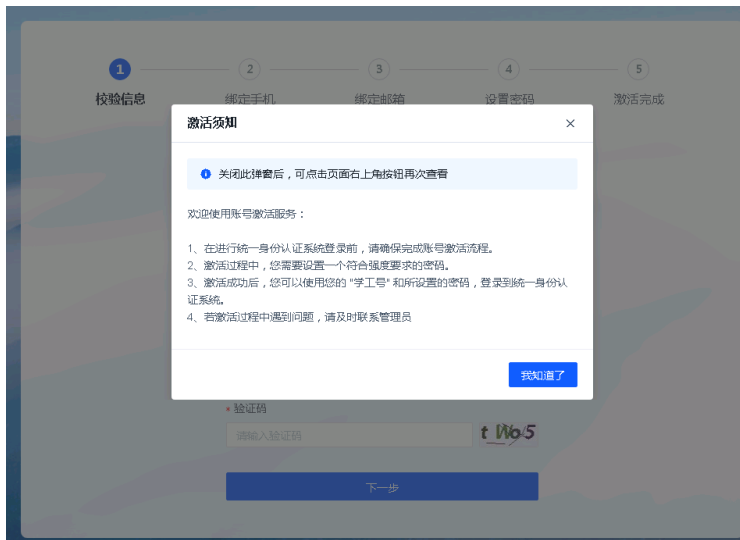 1
2
3
4
5
校验信息
绑定手机
绑定邮箱
设置密码
激活完成
激活须知
关闭此弹窗后，可点击页面右上角按钮再次查看
欢迎使用账号激活服务：
1、在进行统一身份认证系统登录前，请确保完成账号激活流程。
2、激活过程中，您需要设置一个符合强度要求的密码。
3、激活成功后，您可以使用您的 "学工号" 和所设置的密码，登录到统一身份认
证系统。
4、若激活过程中遇到问题，请及时联系管理员
我知道了
* 验证码
请输入验证码
t Wo5
下一步